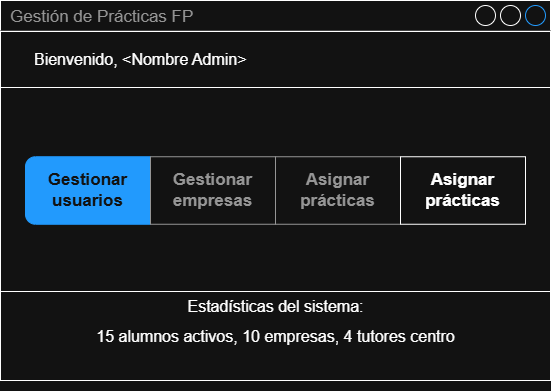 Gestión de Prácticas FP
Bienvenido, <Nombre Admin>
Gestionar
usuarios
Gestionar
empresas
Asignar
prácticas
Asignar
prácticas
Estadísticas del sistema:
15 alumnos activos, 10 empresas, 4 tutores centro